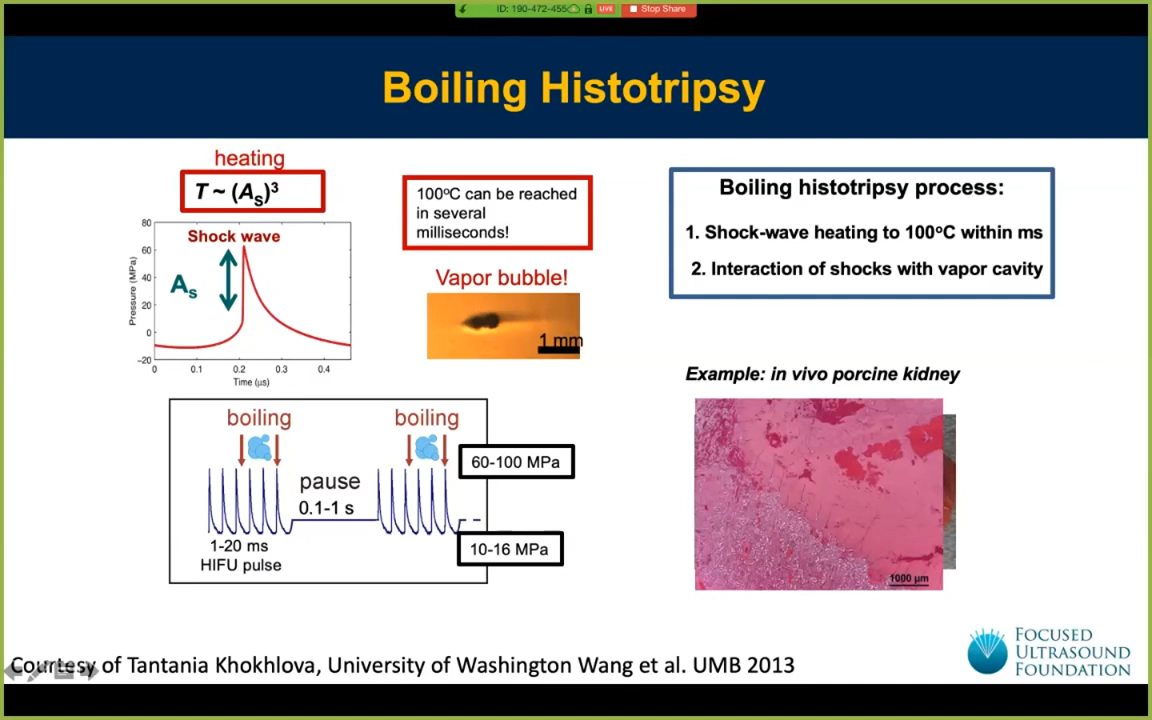 ID: 190-472-455
LIVE
Stop Share
Boiling Histotripsy
heating
T ~ (As)3
80
60
40
20
0
−20
Pressure (MPa)
Shock wave
As
0
0.1
0.2
0.3
0.4
Time (µs)
100oC can be reached
in several
milliseconds!
Vapor bubble!
1 mm
Boiling histotripsy process:
1. Shock-wave heating to 100oC within ms
2. Interaction of shocks with vapor cavity
Example: in vivo porcine kidney
1000 µm
boiling
boiling
60-100 MPa
pause
0.1-1 s
10-16 MPa
1-20 ms
HIFU pulse
Courtesy of Tantania Khokhlova, University of Washington Wang et al. UMB 2013
FOCUSED
ULTRASOUND
FOUNDATION